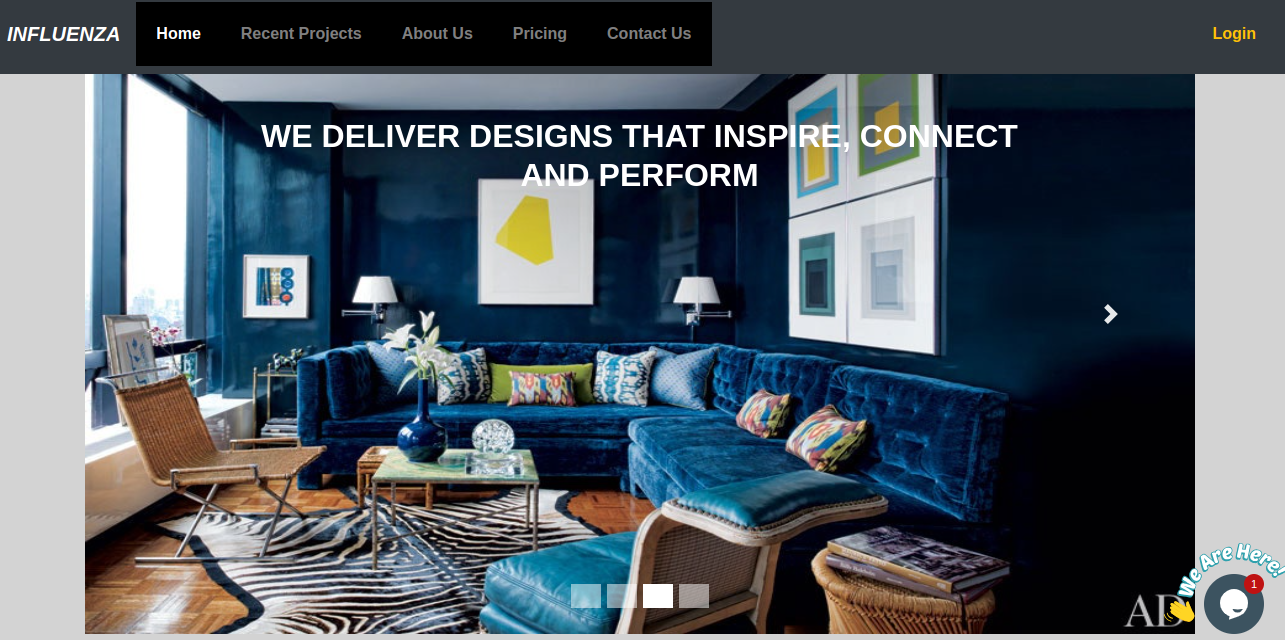 INFLUENZA Home Recent Projects About Us Pricing Contact Us Login
WE DELIVER DESIGNS THAT INSPIRE, CONNECT
AND PERFORM
We Are Here!
1
AD